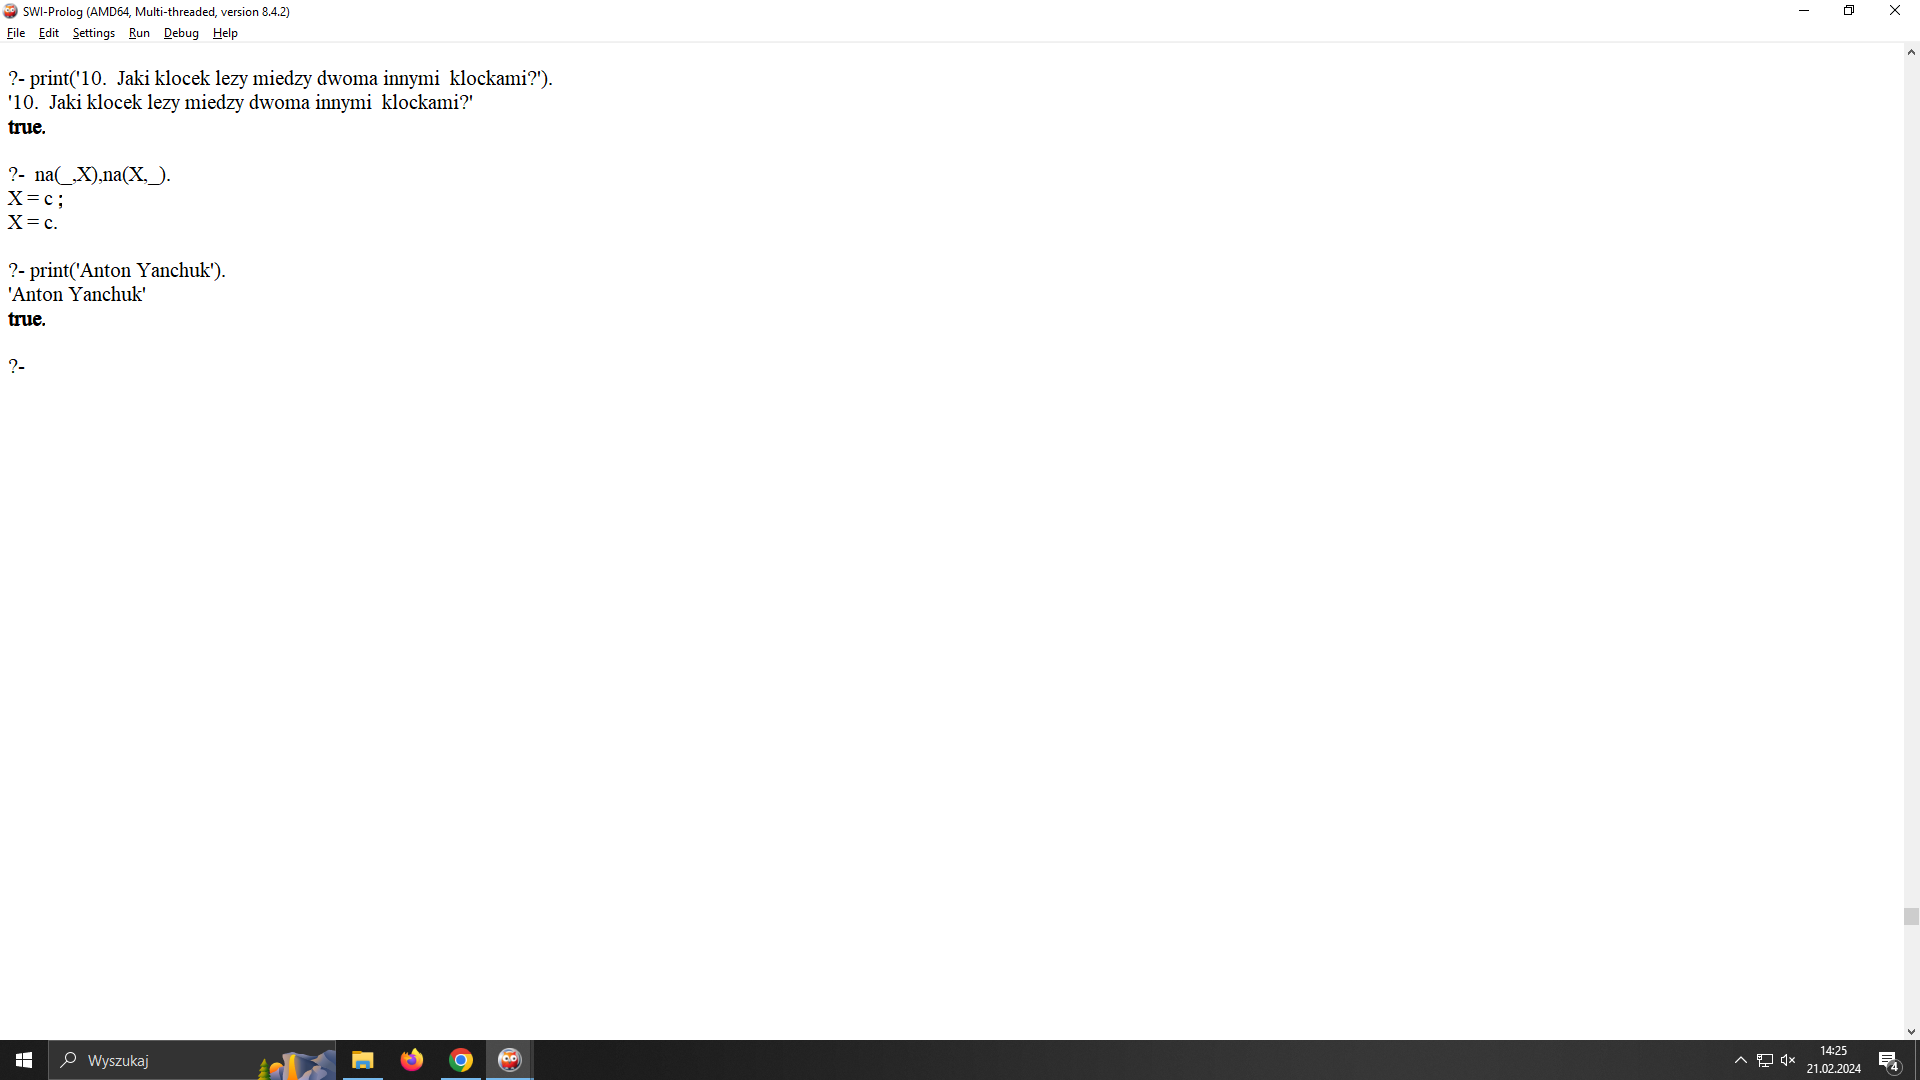 SWI-Prolog (AMD64, Multi-threaded, version 8.4.2)
File Edit Settings Run Debug Help
?- print('10.  Jaki klocek lezy miedzy dwoma innymi  klockami?').
'10.  Jaki klocek lezy miedzy dwoma innymi  klockami?'
true.
?-  na(_,X),na(X,_).
X = c ;
X = c.
?- print('Anton Yanchuk').
'Anton Yanchuk'
true.
?-
Wyszukaj
14:25
21.02.2024
4